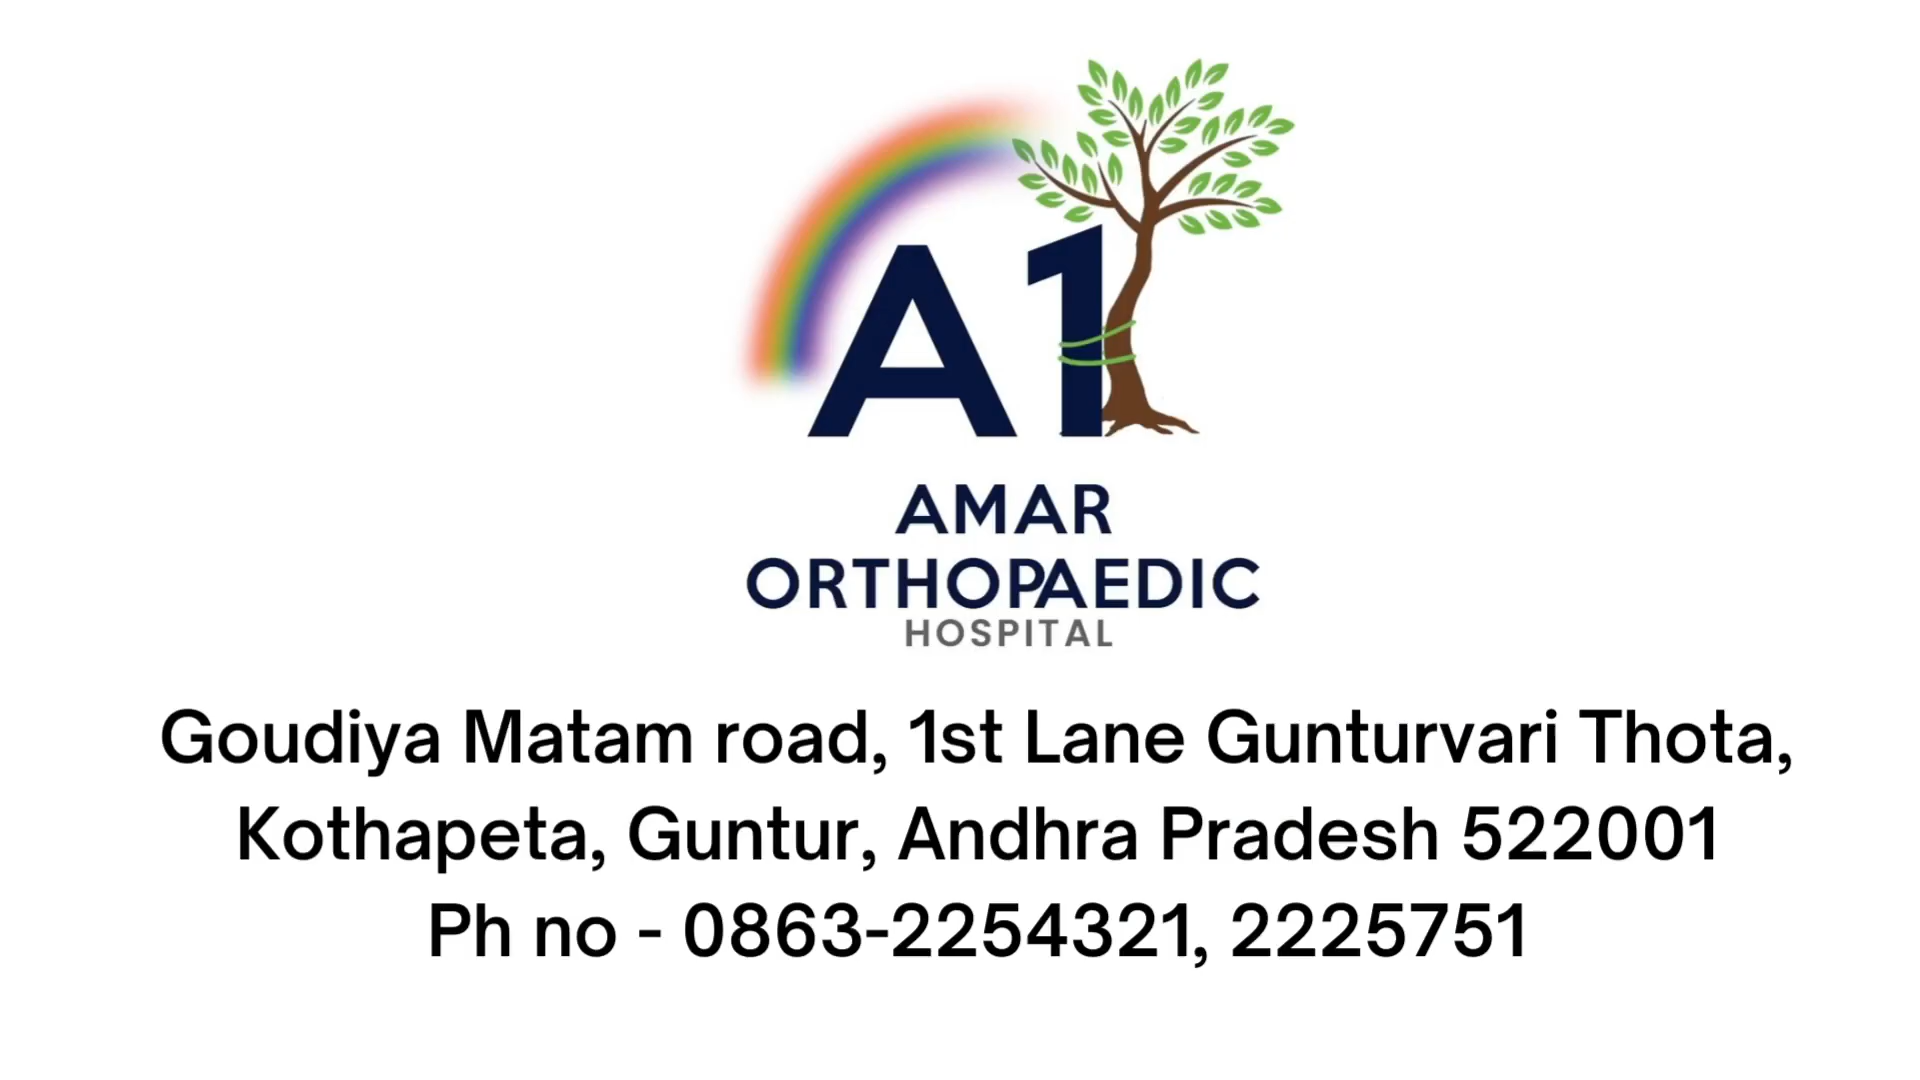 A1
AMAR
ORTHOPAEDIC
HOSPITAL
Goudiya Matam road, 1st Lane Gunturvari Thota,
Kothapeta, Guntur, Andhra Pradesh 522001
Ph no - 0863-2254321, 2225751